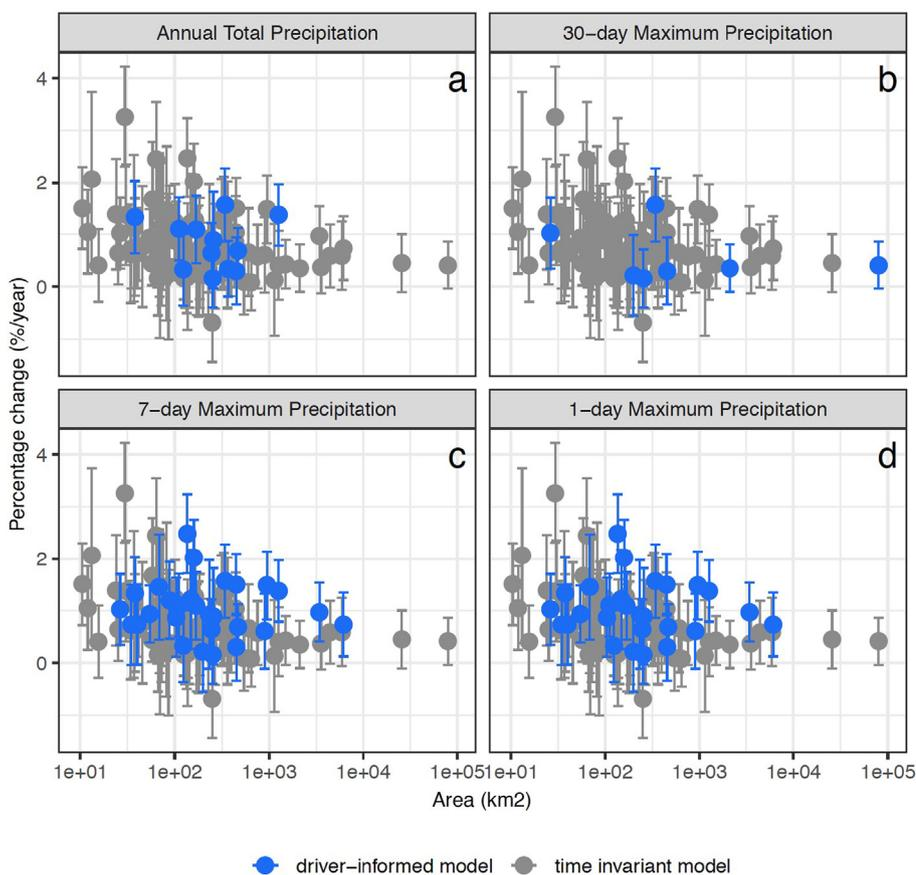 Annual Total Precipitation
30−day Maximum Precipitation
a
b
4
2
0
Percentage change (%/year)
7−day Maximum Precipitation
1−day Maximum Precipitation
c
d
4
2
0
1e+01 1e+02 1e+03 1e+04 1e+05
1e+01 1e+02 1e+03 1e+04 1e+05
Area (km2)
driver−informed model time invariant model